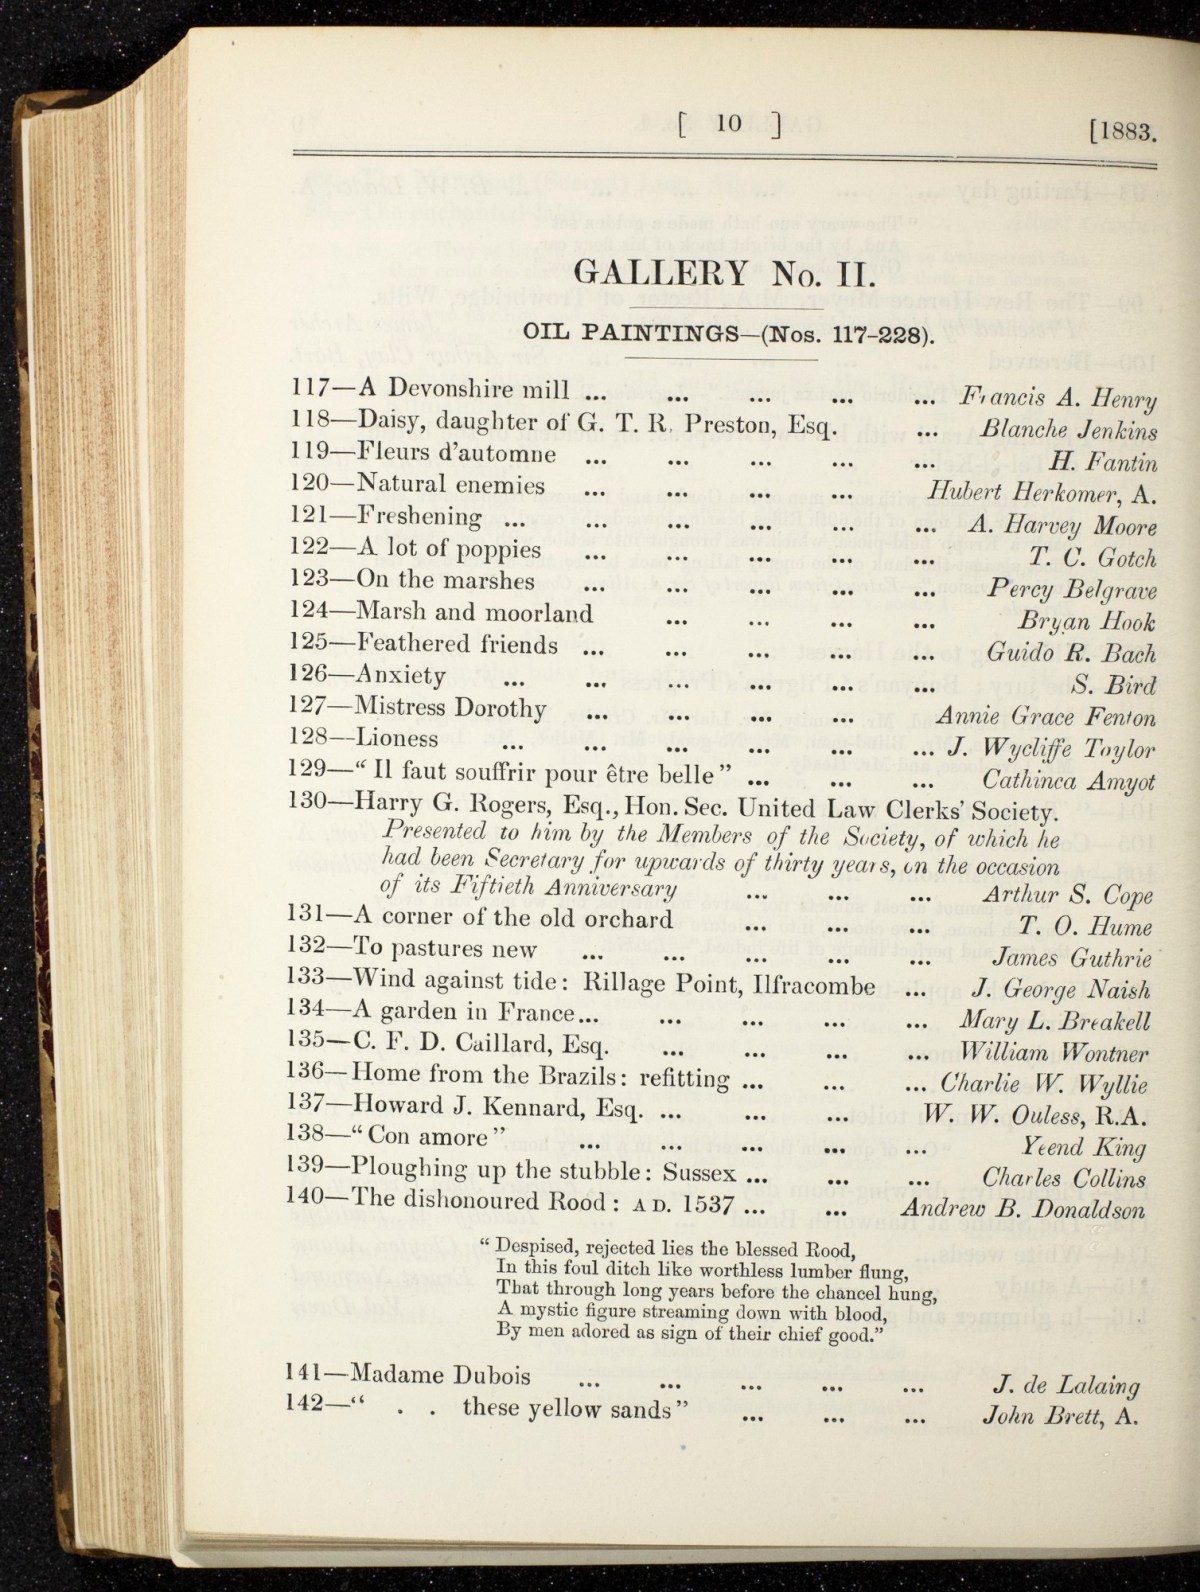 [ 10 ] [1883.
GALLERY No. II.
OIL PAINTINGS—(Nos. 117-228).
117—A Devonshire mill ... ... ... ... ... Francis A. Henry
118—Daisy, daughter of G. T. R. Preston, Esq. ... Blanche Jenkins
119—Fleurs d'automne ... ... ... ... ... H. Fantin
120—Natural enemies ... ... ... ... Hubert Herkomer, A.
121—Freshening ... ... ... ... ... ... A. Harvey Moore
122—A lot of poppies ... ... ... ... ... T. C. Gotch
123—On the marshes ... ... ... ... ... Percy Belgrave
124—Marsh and moorland ... ... ... ... Bryan Hook
125—Feathered friends ... ... ... ... ... Guido R. Bach
126—Anxiety ... ... ... ... ... ... S. Bird
127—Mistress Dorothy ... ... ... ... Annie Grace Fenton
128—Lioness ... ... ... ... ... ... J. Wycliffe Taylor
129—“ Il faut souffrir pour être belle ” ... ... ... Cathinca Amyot
130—Harry G. Rogers, Esq., Hon. Sec. United Law Clerks' Society.
Presented to him by the Members of the Society, of which he
had been Secretary for upwards of thirty years, on the occasion
of its Fiftieth Anniversary ... ... ... Arthur S. Cope
131—A corner of the old orchard ... ... ... T. O. Hume
132—To pastures new ... ... ... ... ... James Guthrie
133—Wind against tide: Rillage Point, Ilfracombe ... J. George Naish
134—A garden in France... ... ... ... ... Mary L. Breakell
135—C. F. D. Caillard, Esq. ... ... ... ... William Wontner
136—Home from the Brazils: refitting ... ... ... Charlie W. Wyllie
137—Howard J. Kennard, Esq. ... ... ... W. W. Ouless, R.A.
138—“ Con amore ” ... ... ... ... ... Yeend King
139—Ploughing up the stubble: Sussex ... ... ... Charles Collins
140—The dishonoured Rood: A D. 1537 ... ... Andrew B. Donaldson
“ Despised, rejected lies the blessed Rood,
In this foul ditch like worthless lumber flung,
That through long years before the chancel hung,
A mystic figure streaming down with blood,
By men adored as sign of their chief good.”
141—Madame Dubois ... ... ... ... ... J. de Lalaing
142—“ . . these yellow sands ” ... ... ... John Brett, A.